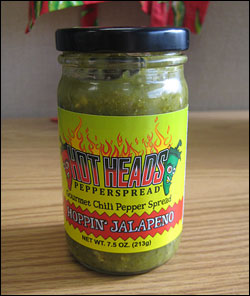 HOT HEADS
PEPPERSPREAD
Gourmet Chili Pepper Spread
HOPPIN' JALAPENO
NET WT. 7.5 OZ. (213g)